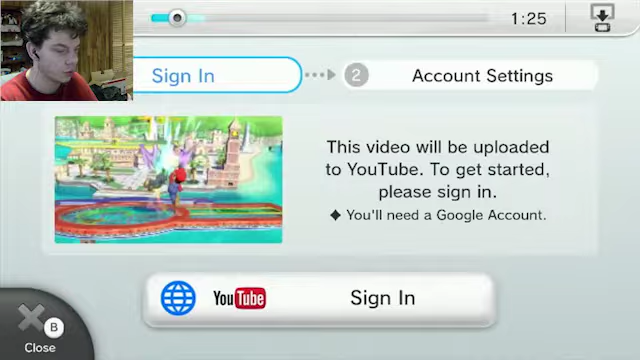 1:25
Sign In
2
Account Settings
This video will be uploaded
to YouTube. To get started,
please sign in.
◆ You'll need a Google Account.
YouTube
Sign In
B
Close